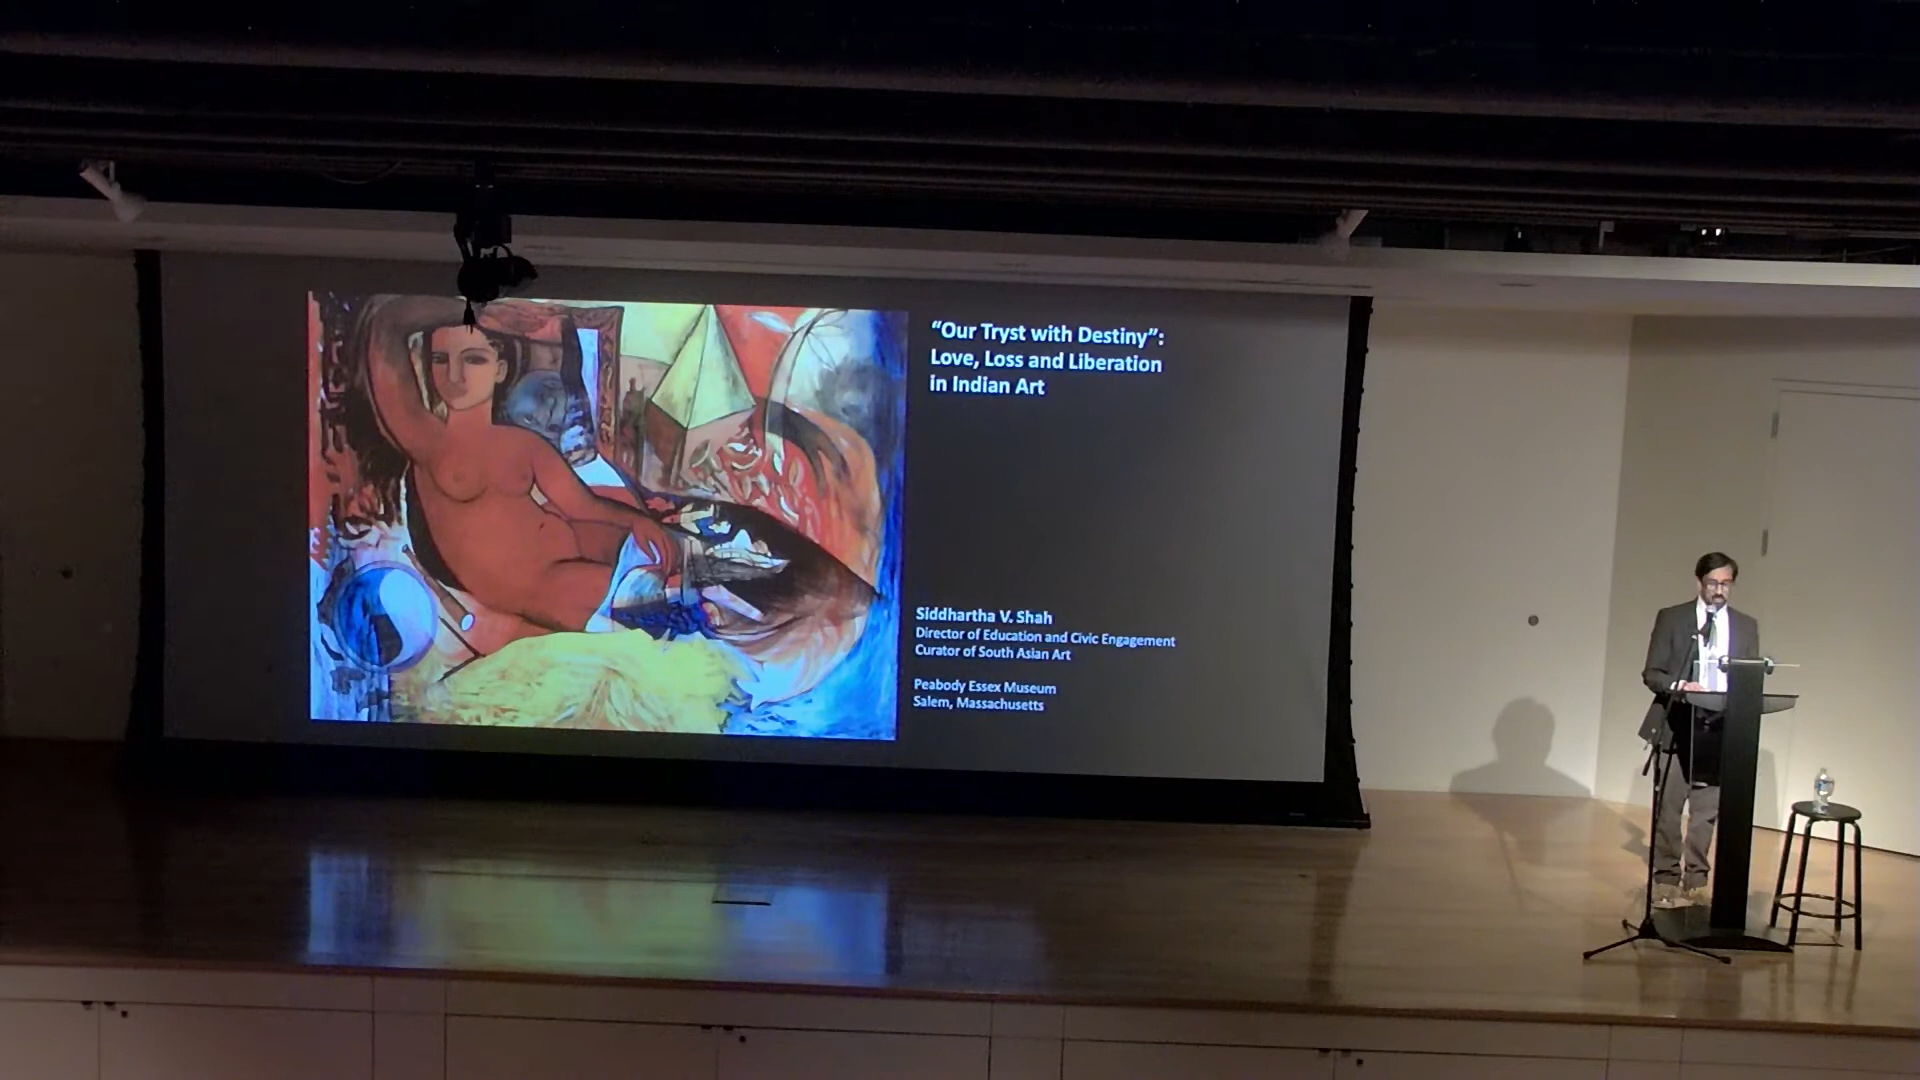 “Our Tryst with Destiny”:
Love, Loss and Liberation
in Indian Art
Siddhartha V. Shah
Director of Education and Civic Engagement
Curator of South Asian Art
Peabody Essex Museum
Salem, Massachusetts